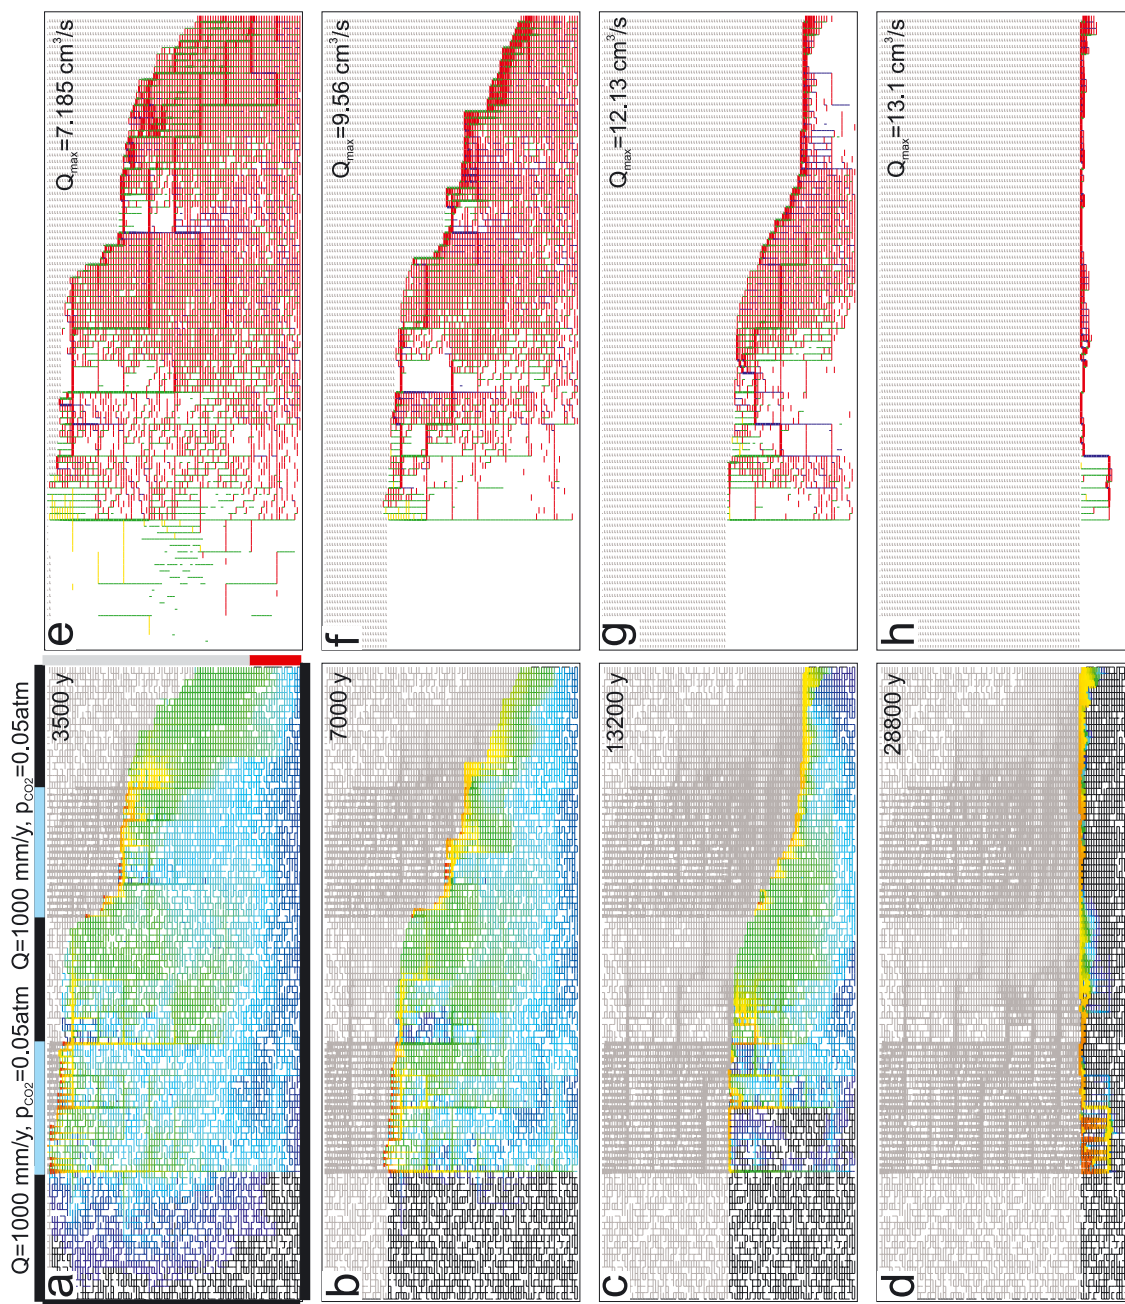 Q=1000 mm/y, pCO2=0.05atm Q=1000 mm/y, pCO2=0.05atm
a
3500 y
b
7000 y
c
13200 y
d
28800 y
e
Qmax=7.185 cm³/s
f
Qmax=9.56 cm³/s
g
Qmax=12.13 cm³/s
h
Qmax=13.1 cm³/s